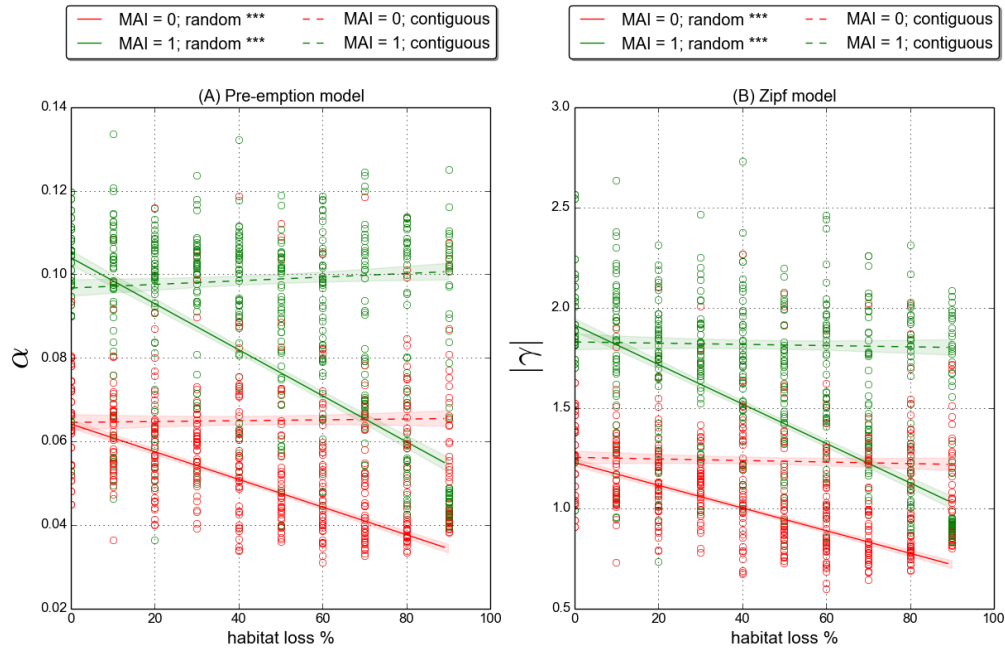 MAI = 0; random *** MAI = 0; contiguous
MAI = 1; random *** MAI = 1; contiguous
MAI = 0; random *** MAI = 0; contiguous
MAI = 1; random *** MAI = 1; contiguous
(A) Pre-emption model
0.14
0.12
0.10
0.08
0.06
0.04
0.02
α
0 20 40 60 80 100
habitat loss %
(B) Zipf model
3.0
2.5
2.0
1.5
1.0
0.5
|γ|
0 20 40 60 80 100
habitat loss %